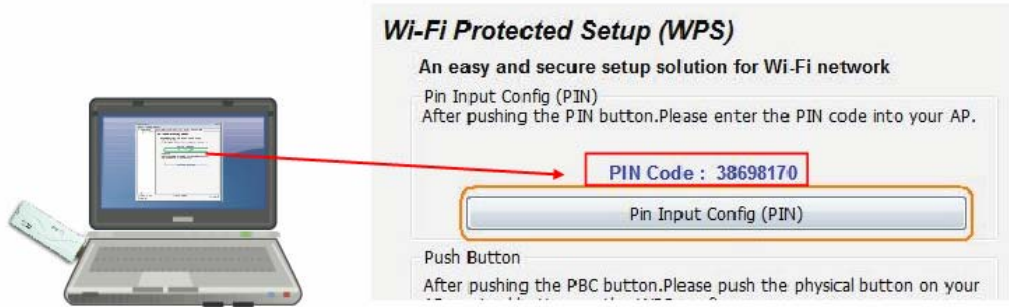 Wi-Fi Protected Setup (WPS)
An easy and secure setup solution for Wi-Fi network
Pin Input Config (PIN)
After pushing the PIN button.Please enter the PIN code into your AP.
PIN Code : 38698170
Pin Input Config (PIN)
Push Button
After pushing the PBC button.Please push the physical button on your